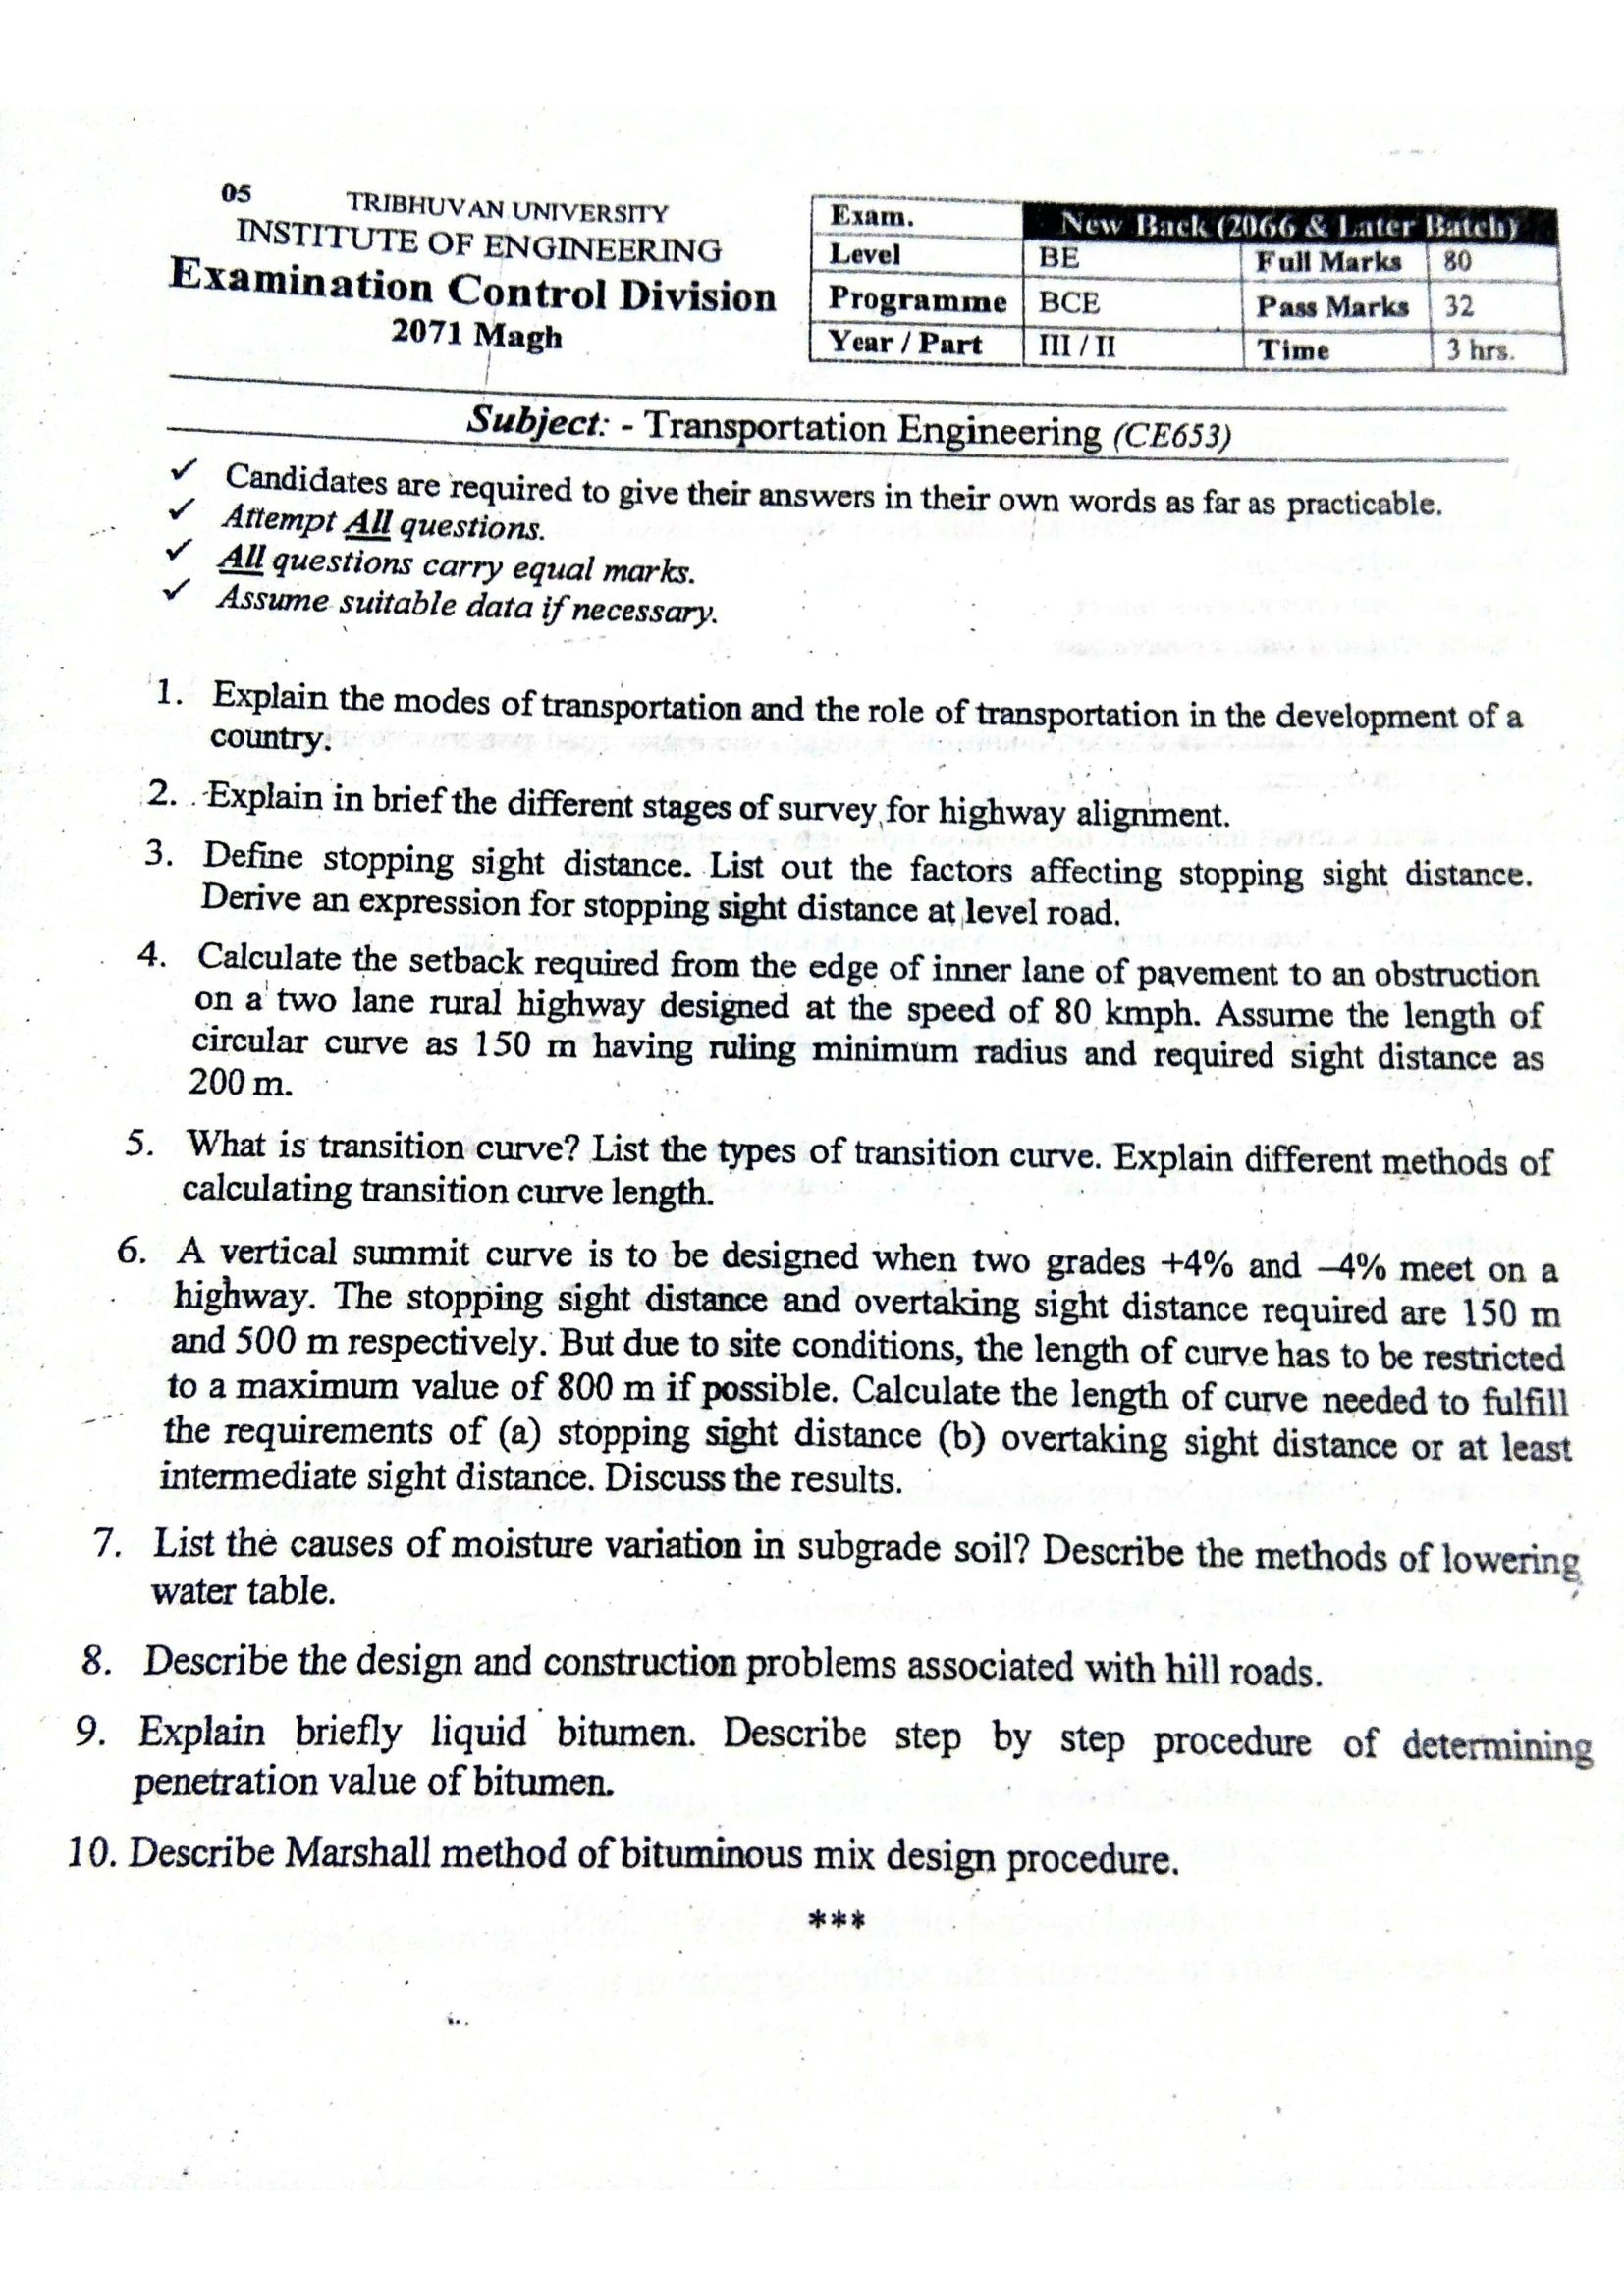 05
TRIBHUVAN UNIVERSITY
INSTITUTE OF ENGINEERING
Examination Control Division
2071 Magh
Exam. New Back (2066 & Later Batch)
Level BE Full Marks 80
Programme BCE Pass Marks 32
Year / Part III / II Time 3 hrs.
Subject: - Transportation Engineering (CE653)
✓ Candidates are required to give their answers in their own words as far as practicable.
✓ Attempt All questions.
✓ All questions carry equal marks.
✓ Assume suitable data if necessary.
1. Explain the modes of transportation and the role of transportation in the development of a
country.
2. Explain in brief the different stages of survey for highway alignment.
3. Define stopping sight distance. List out the factors affecting stopping sight distance.
Derive an expression for stopping sight distance at level road.
4. Calculate the setback required from the edge of inner lane of pavement to an obstruction
on a two lane rural highway designed at the speed of 80 kmph. Assume the length of
circular curve as 150 m having ruling minimum radius and required sight distance as
200 m.
5. What is transition curve? List the types of transition curve. Explain different methods of
calculating transition curve length.
6. A vertical summit curve is to be designed when two grades +4% and –4% meet on a
highway. The stopping sight distance and overtaking sight distance required are 150 m
and 500 m respectively. But due to site conditions, the length of curve has to be restricted
to a maximum value of 800 m if possible. Calculate the length of curve needed to fulfill
the requirements of (a) stopping sight distance (b) overtaking sight distance or at least
intermediate sight distance. Discuss the results.
7. List the causes of moisture variation in subgrade soil? Describe the methods of lowering
water table.
8. Describe the design and construction problems associated with hill roads.
9. Explain briefly liquid bitumen. Describe step by step procedure of determining
penetration value of bitumen.
10. Describe Marshall method of bituminous mix design procedure.
***